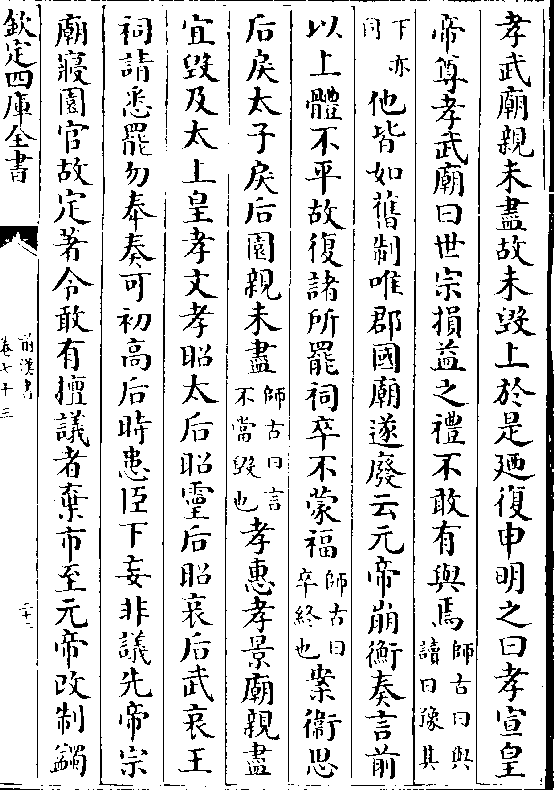 孝武廟親未盡故未毀上於是廼復申明之曰孝宣皇
帝尊孝武廟曰世宗損益之禮不敢有與焉師古曰與讀曰豫其
下亦同他皆如舊制唯郡國廟遂廢云元帝崩衡奏言前
以上體不平故復諸所罷祠卒不蒙福師古曰卒終也案衛思
后戾太子戾后園親未盡師古曰言不當毀也孝惠孝景廟親盡
宜毀及太上皇孝文孝昭太后昭靈后昭哀后武哀王
祠請悉罷勿奉奏可初高后時患臣下妄非議先帝宗
廟寢園官故定著令敢有擅議者棄市至元帝改制蠲
欽定四庫全書
前漢書
卷七十三
二十二